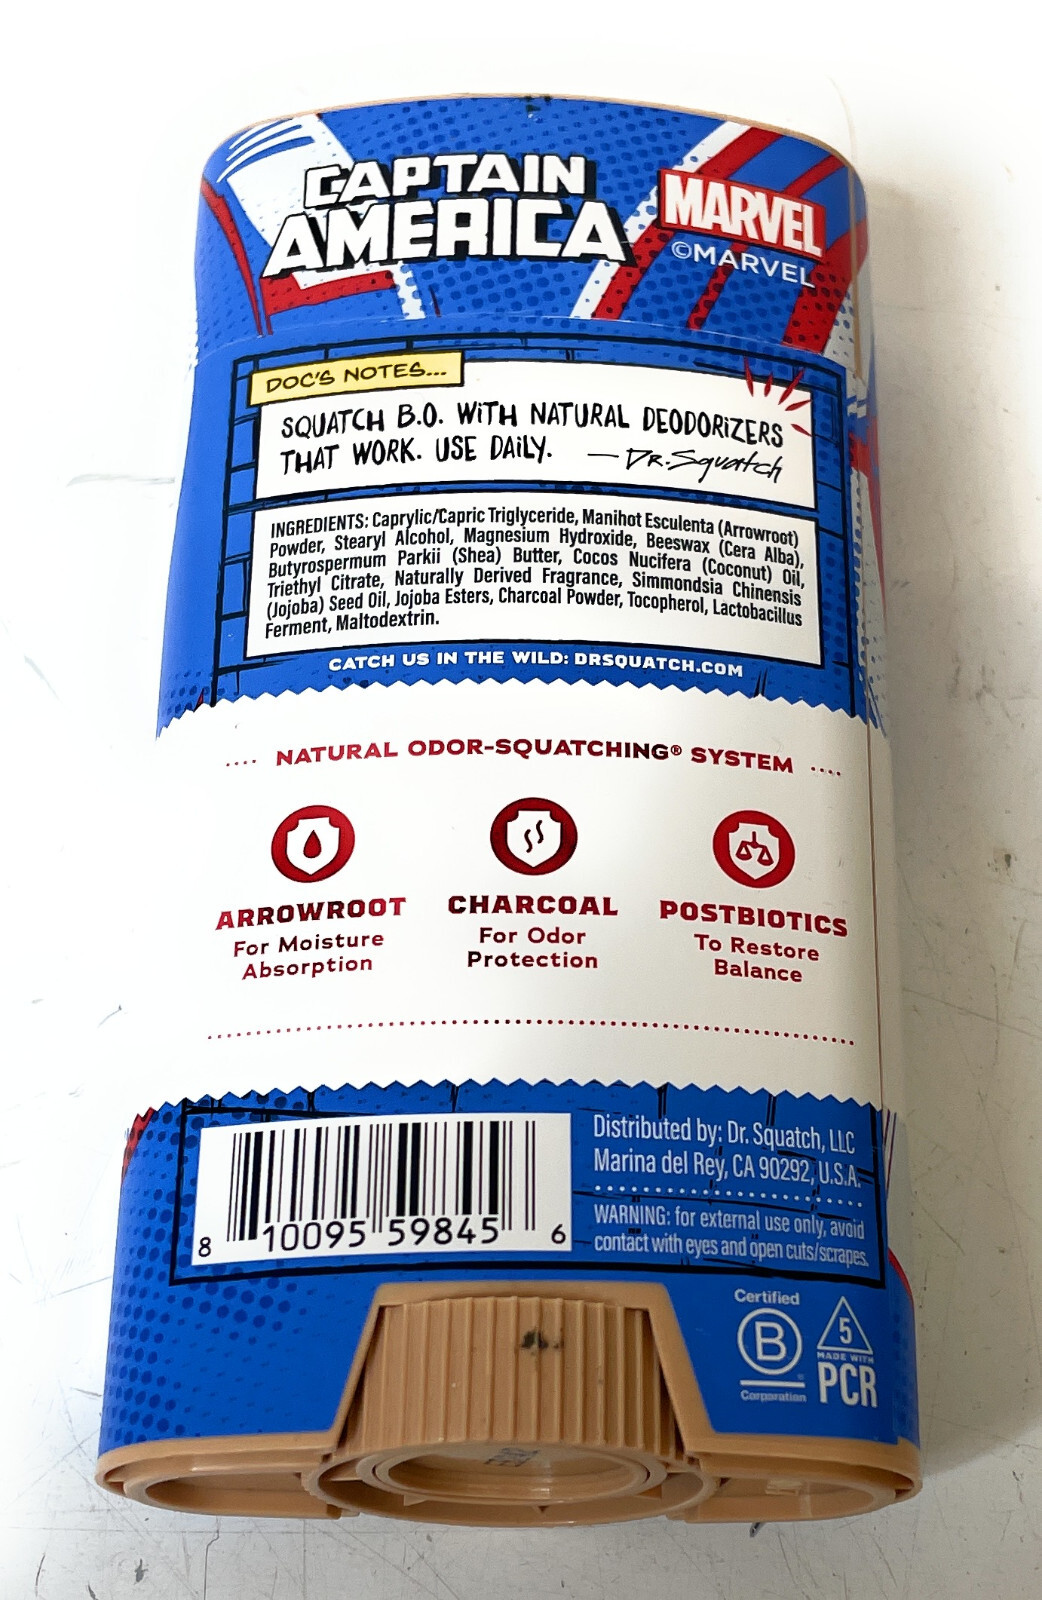 CAPTAIN
AMERICA
MARVEL
©MARVEL
DOC'S NOTES...
SQUATCH B.O. WITH NATURAL DEODORIZERS
THAT WORK. USE DAILY. — Dr. Squatch
INGREDIENTS: Caprylic/Capric Triglyceride, Manihot Esculenta (Arrowroot)
Powder, Stearyl Alcohol, Magnesium Hydroxide, Beeswax (Cera Alba),
Butyrospermum Parkii (Shea) Butter, Cocos Nucifera (Coconut) Oil,
Triethyl Citrate, Naturally Derived Fragrance, Simmondsia Chinensis
(Jojoba) Seed Oil, Jojoba Esters, Charcoal Powder, Tocopherol, Lactobacillus
Ferment, Maltodextrin.
CATCH US IN THE WILD: DRSQUATCH.COM
NATURAL ODOR-SQUATCHING® SYSTEM
ARROWROOT
For Moisture
Absorption
CHARCOAL
For Odor
Protection
POSTBIOTICS
To Restore
Balance
8 10095 59845 6
Distributed by: Dr. Squatch, LLC
Marina del Rey, CA 90292, U.S.A.
WARNING: for external use only, avoid
contact with eyes and open cuts/scrapes.
Certified
B
Corporation
5
MADE WITH
PCR